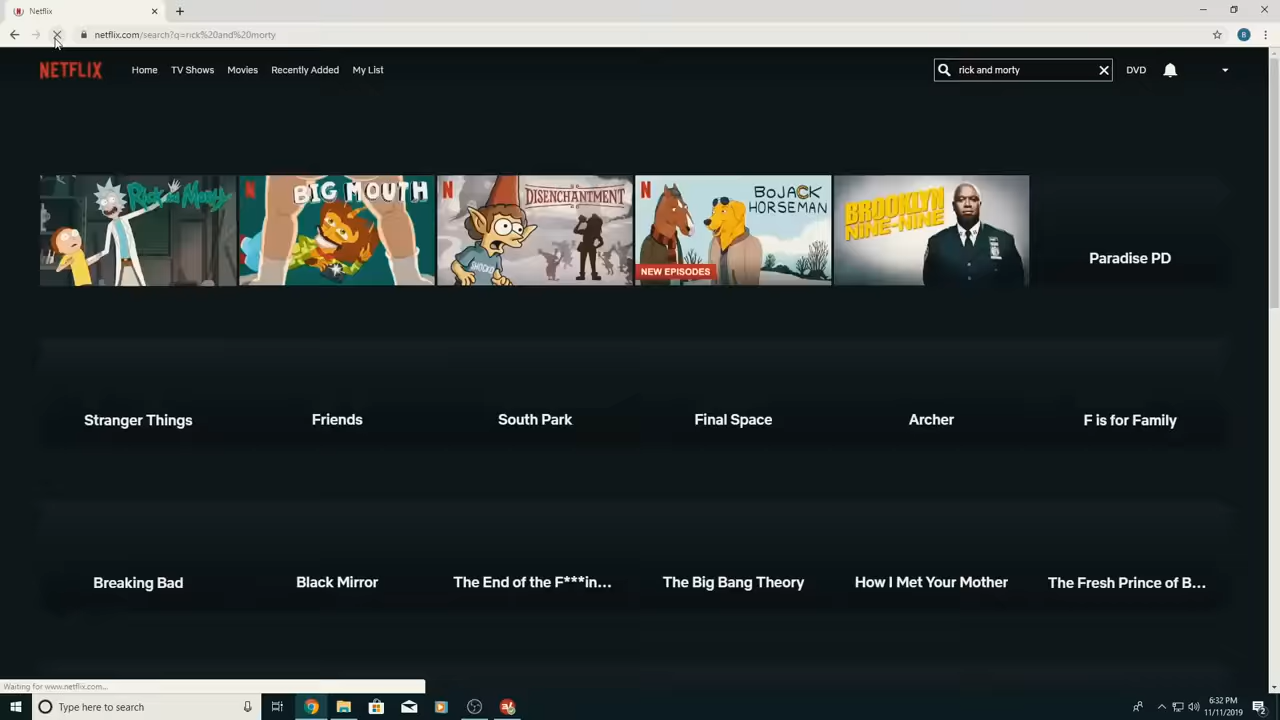 Netflix
netflix.com/search?q=rick%20and%20morty
B
NETFLIX
Home
TV Shows
Movies
Recently Added
My List
rick and morty
DVD
Rick and Morty
N
BIG MOUTH
N
DISENCHANTMENT
N
BOJACK
HORSEMAN
NEW EPISODES
BROOKLYN
NINE-NINE
Paradise PD
Stranger Things
Friends
South Park
Final Space
Archer
F is for Family
Breaking Bad
Black Mirror
The End of the F***in...
The Big Bang Theory
How I Met Your Mother
The Fresh Prince of B...
Waiting for www.netflix.com...
Type here to search
6:32 PM
11/11/2019
2